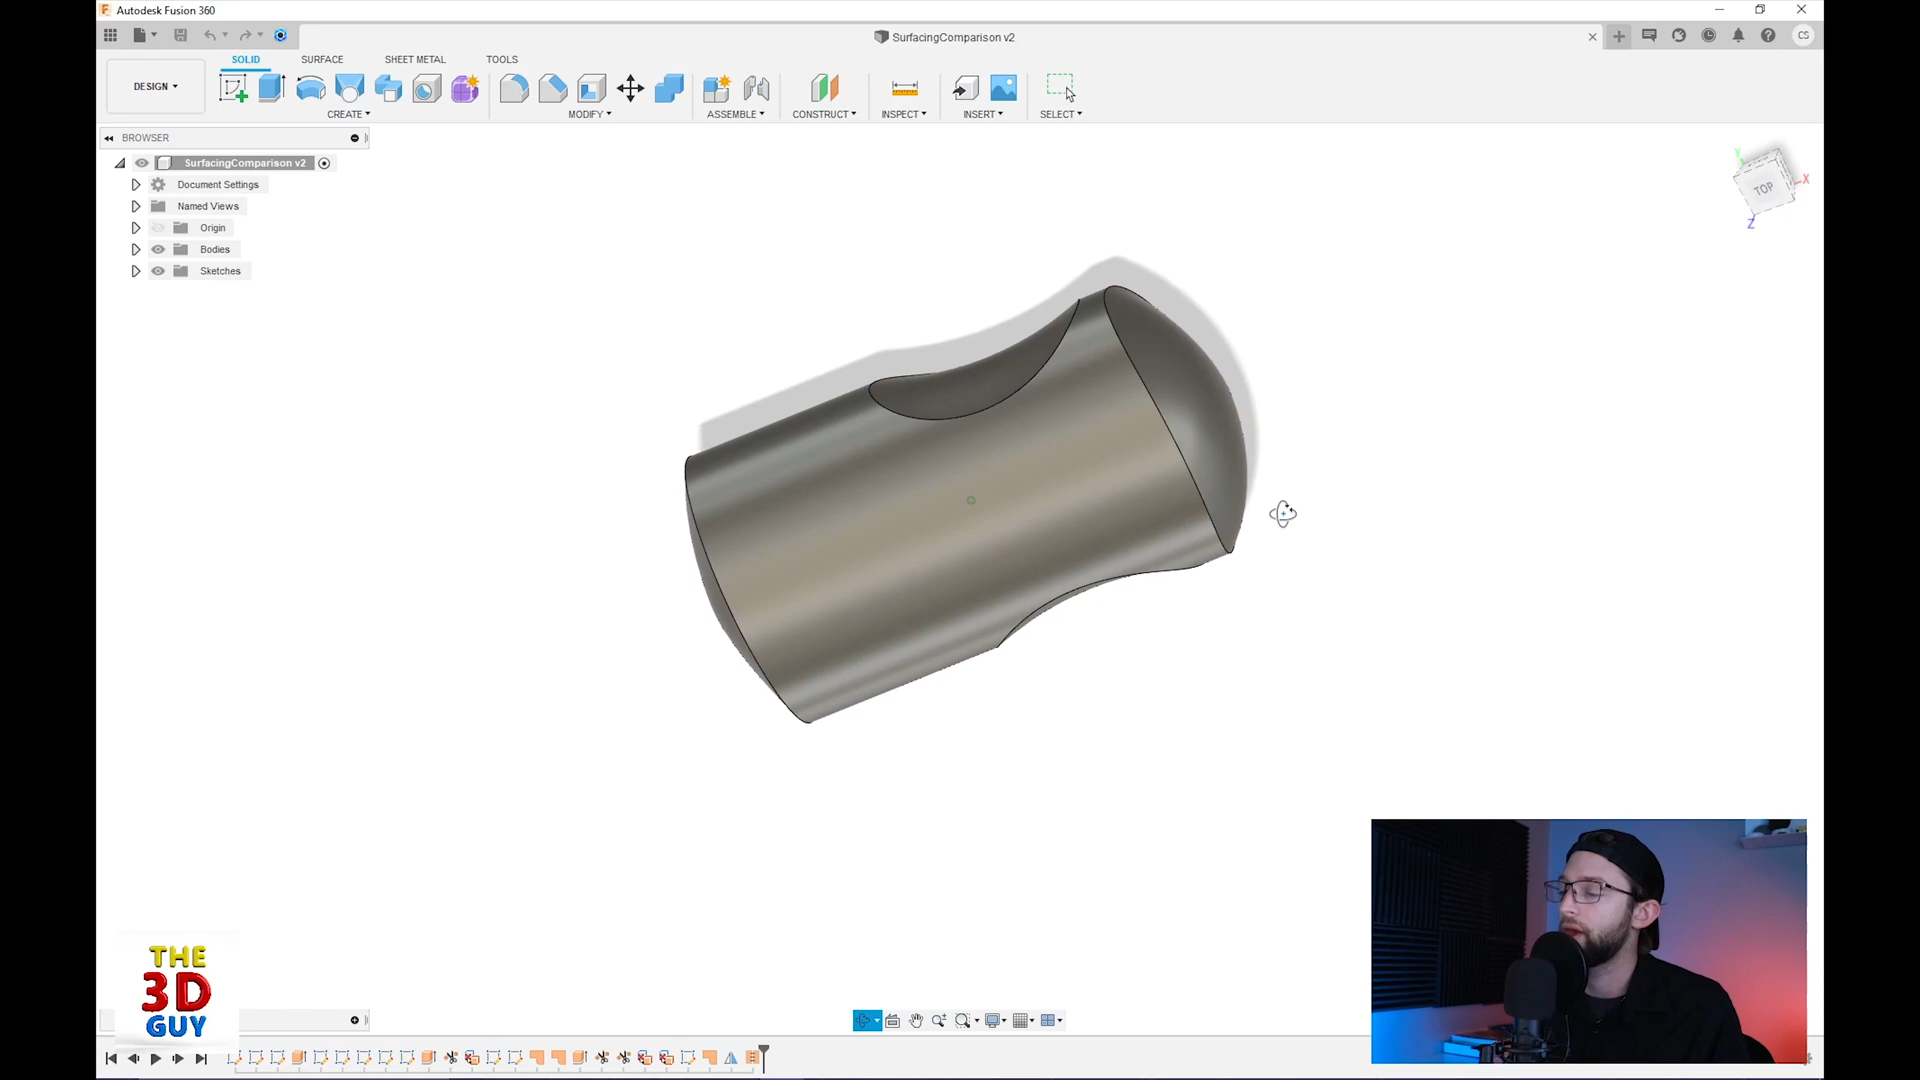 Autodesk Fusion 360
SurfacingComparison v2
CS
SOLID SURFACE SHEET METAL TOOLS
DESIGN
CREATE MODIFY ASSEMBLE CONSTRUCT INSPECT INSERT SELECT
BROWSER
SurfacingComparison v2
Document Settings
Named Views
Origin
Bodies
Sketches
Y
X
TOP
Z
THE
3D
GUY